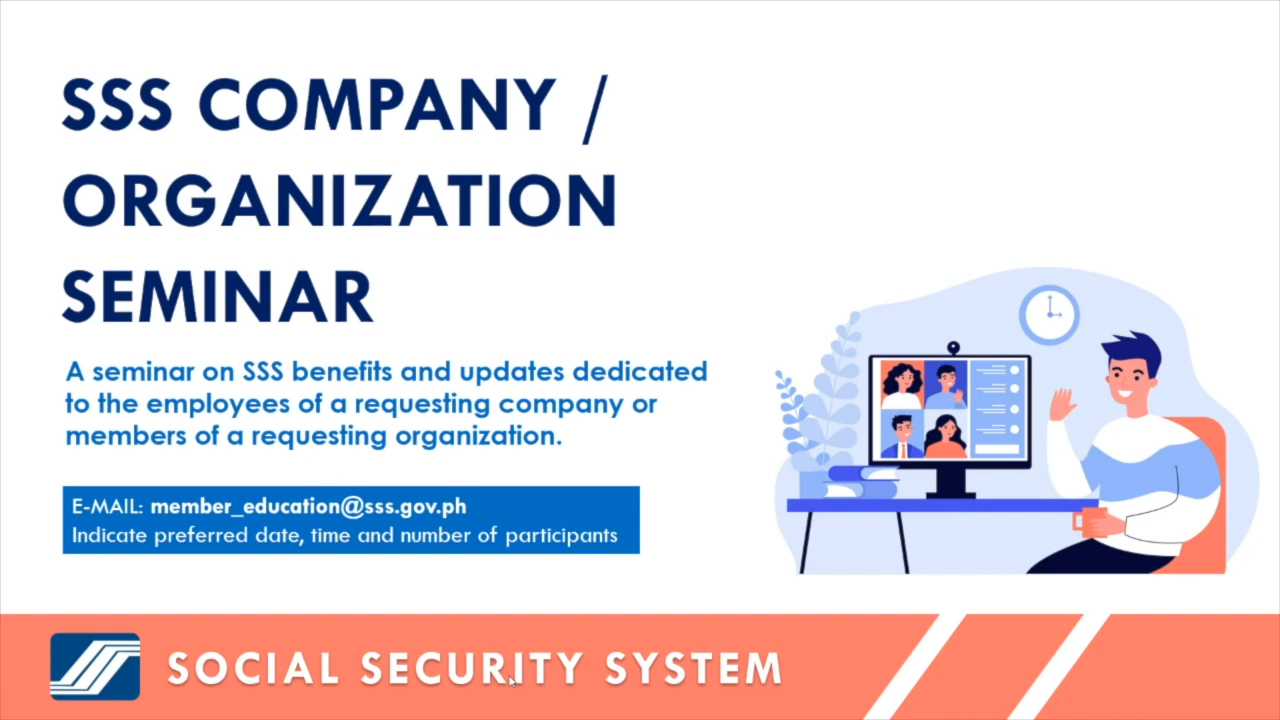 SSS COMPANY /
ORGANIZATION
SEMINAR
A seminar on SSS benefits and updates dedicated
to the employees of a requesting company or
members of a requesting organization.
E-MAIL: member_education@sss.gov.ph
Indicate preferred date, time and number of participants
SOCIAL SECURITY SYSTEM